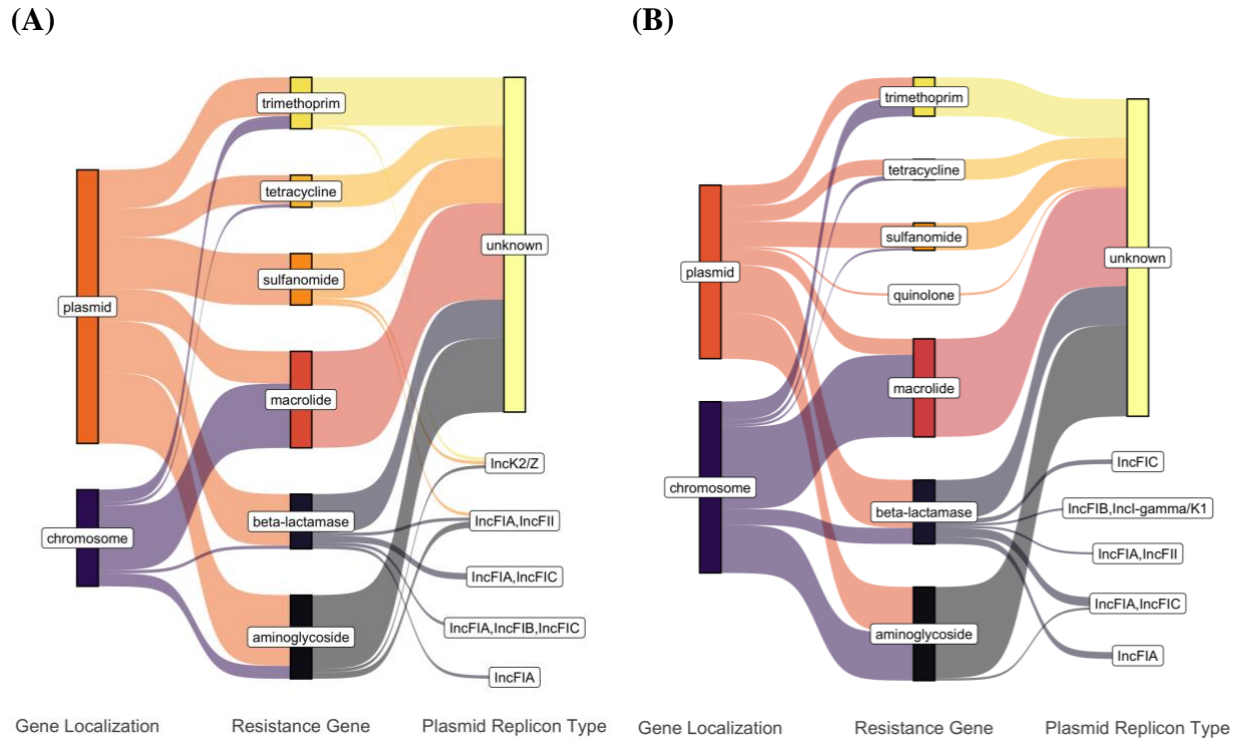 (A)
trimethoprim
tetracycline
sulfanomide
unknown
plasmid
macrolide
IncK2/Z
beta-lactamase
IncFIA,IncFII
chromosome
IncFIA,IncFIC
IncFIA,IncFIB,IncFIC
aminoglycoside
IncFIA
Gene Localization Resistance Gene Plasmid Replicon Type
(B)
trimethoprim
tetracycline
sulfanomide
unknown
plasmid
quinolone
macrolide
IncFIC
chromosome
IncFIB,IncI-gamma/K1
beta-lactamase
IncFIA,IncFII
IncFIA,IncFIC
aminoglycoside
IncFIA
Gene Localization Resistance Gene Plasmid Replicon Type